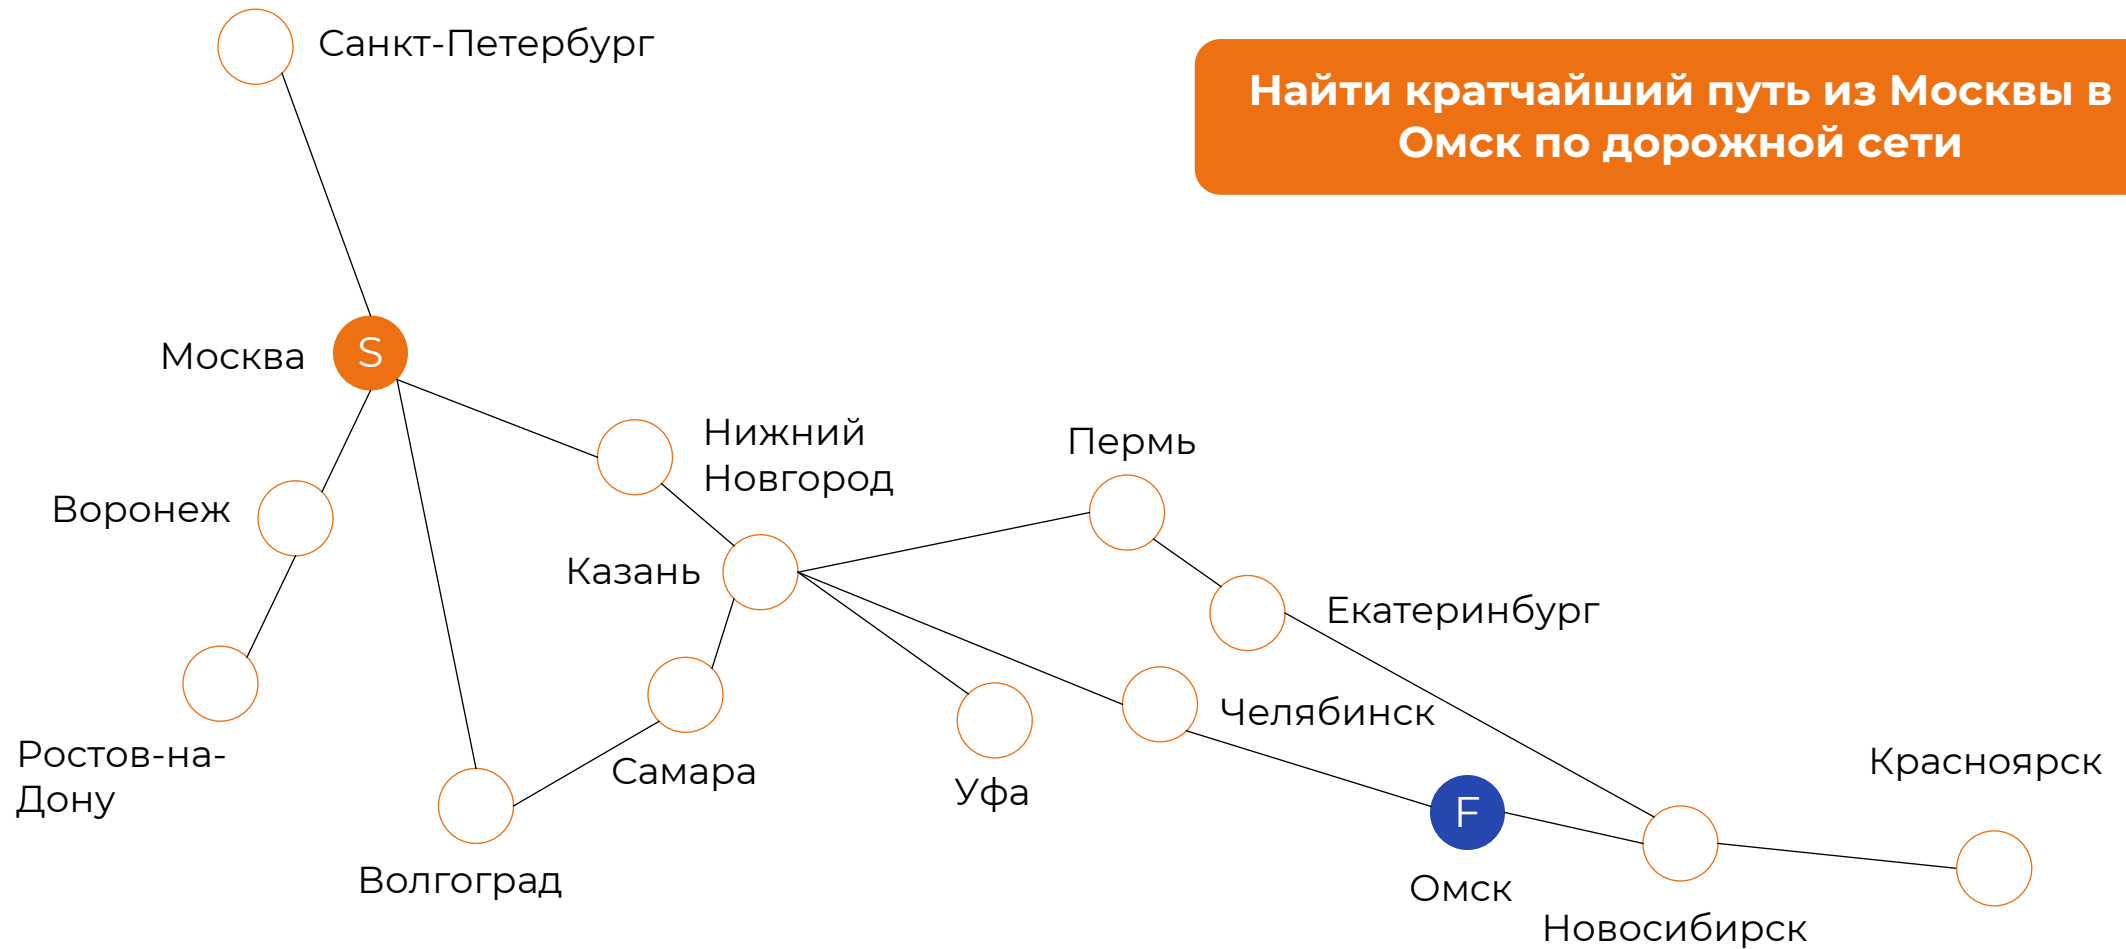 Санкт-Петербург
Найти кратчайший путь из Москвы в
Омск по дорожной сети
Москва
S
Нижний
Новгород
Пермь
Воронеж
Казань
Екатеринбург
Челябинск
Ростов-на-
Дону
Самара
Уфа
Красноярск
F
Волгоград
Омск
Новосибирск